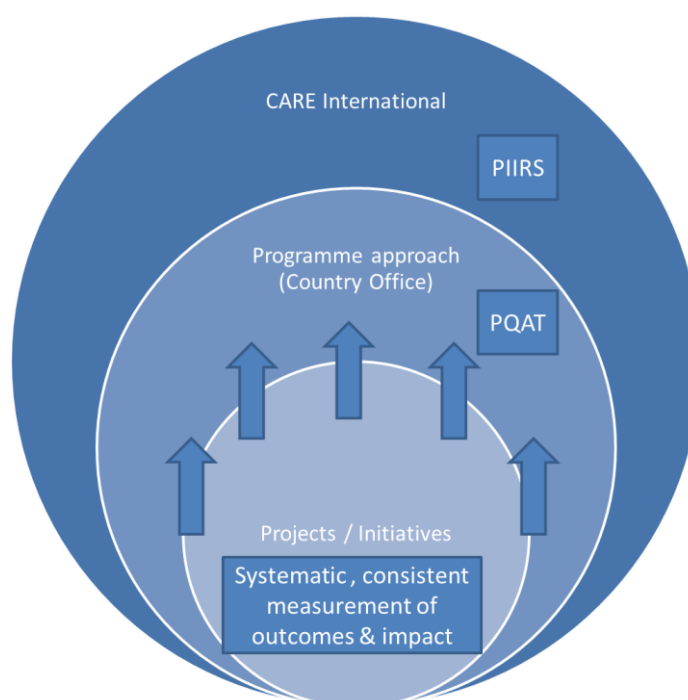 CARE International
PIIRS
Programme approach
(Country Office)
PQAT
Projects / Initiatives
Systematic , consistent
measurement of
outcomes & impact